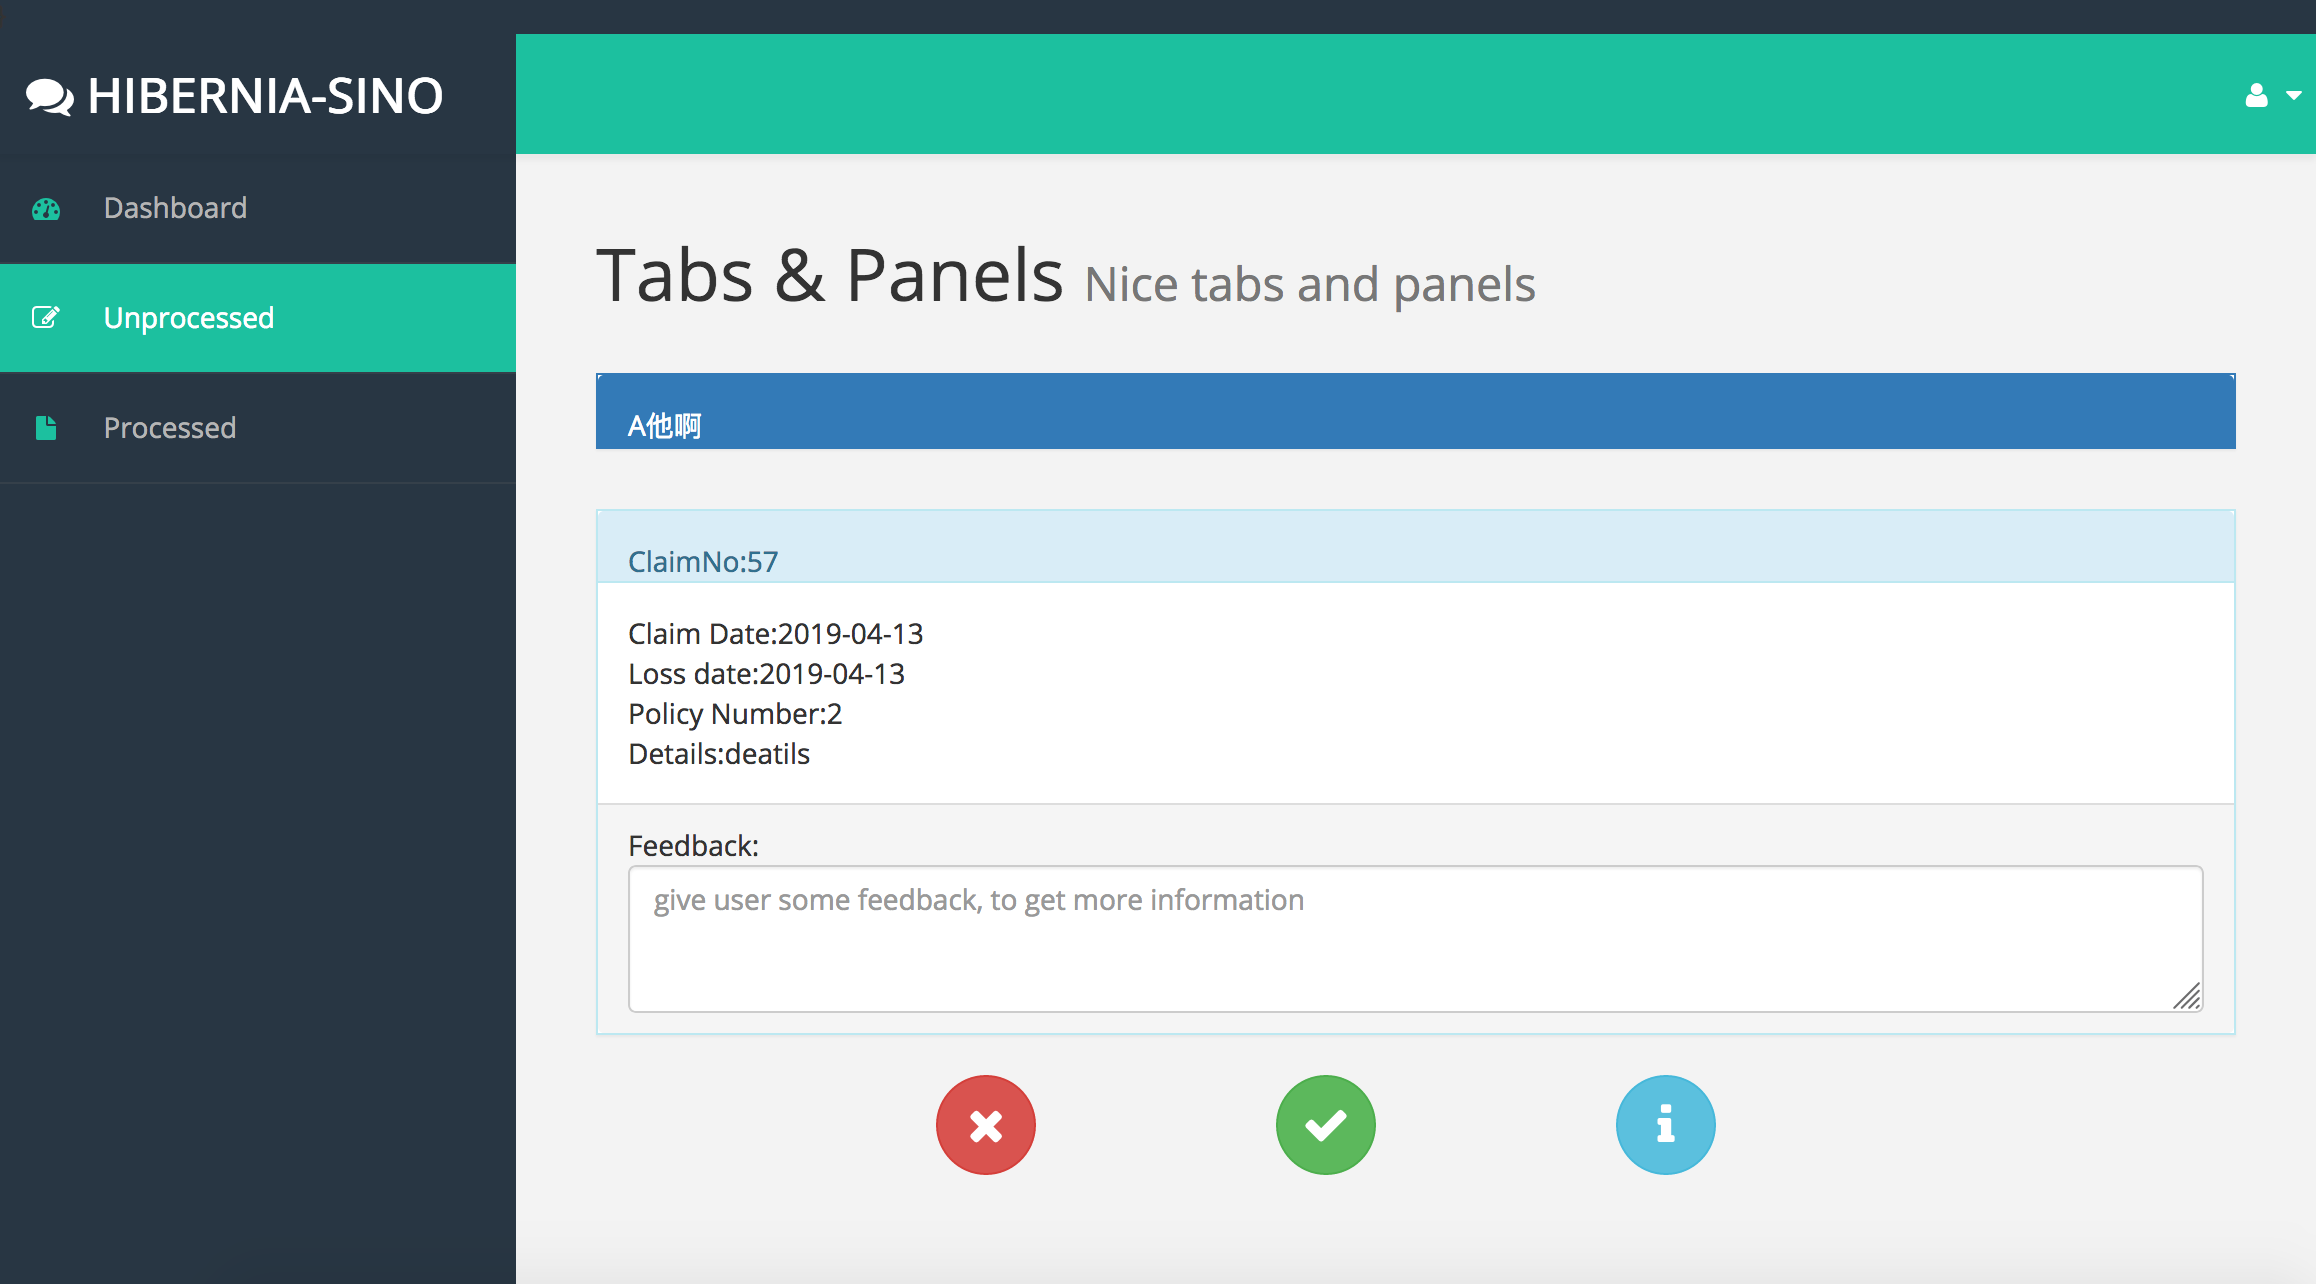 HIBERNIA-SINO
Dashboard
Unprocessed
Processed
Tabs & Panels Nice tabs and panels
A他啊
ClaimNo:57
Claim Date:2019-04-13
Loss date:2019-04-13
Policy Number:2
Details:deatils
Feedback:
give user some feedback, to get more information